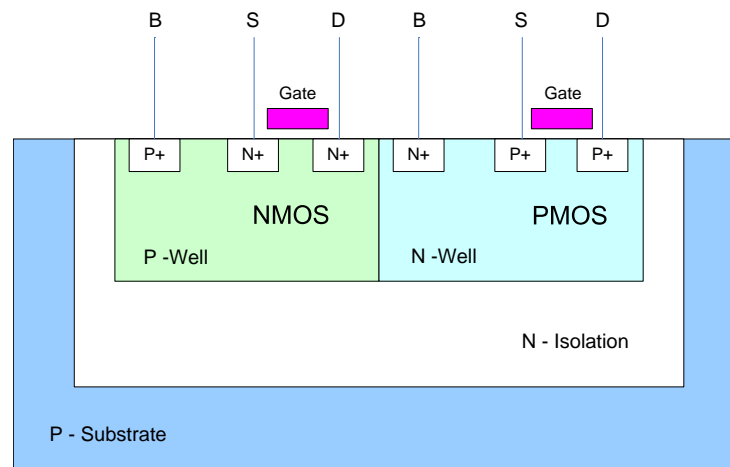 B S D B S D
Gate Gate
P+ N+ N+ N+ P+ P+
NMOS PMOS
P -Well N -Well
N - Isolation
P - Substrate